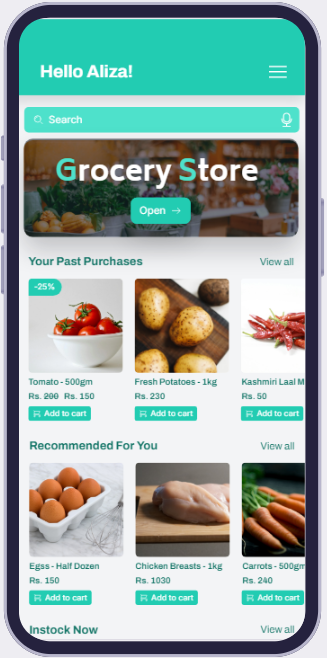 Hello Aliza!
Search
Grocery Store
Open →
Your Past Purchases View all
-25%
Tomato - 500gm Fresh Potatoes - 1kg Kashmiri Laal M
Rs. 200 Rs. 150 Rs. 230 Rs. 50
Add to cart Add to cart Add to cart
Recommended For You View all
Egss - Half Dozen Chicken Breasts - 1kg Carrots - 500gm
Rs. 150 Rs. 1030 Rs. 240
Add to cart Add to cart Add to cart
Instock Now View all